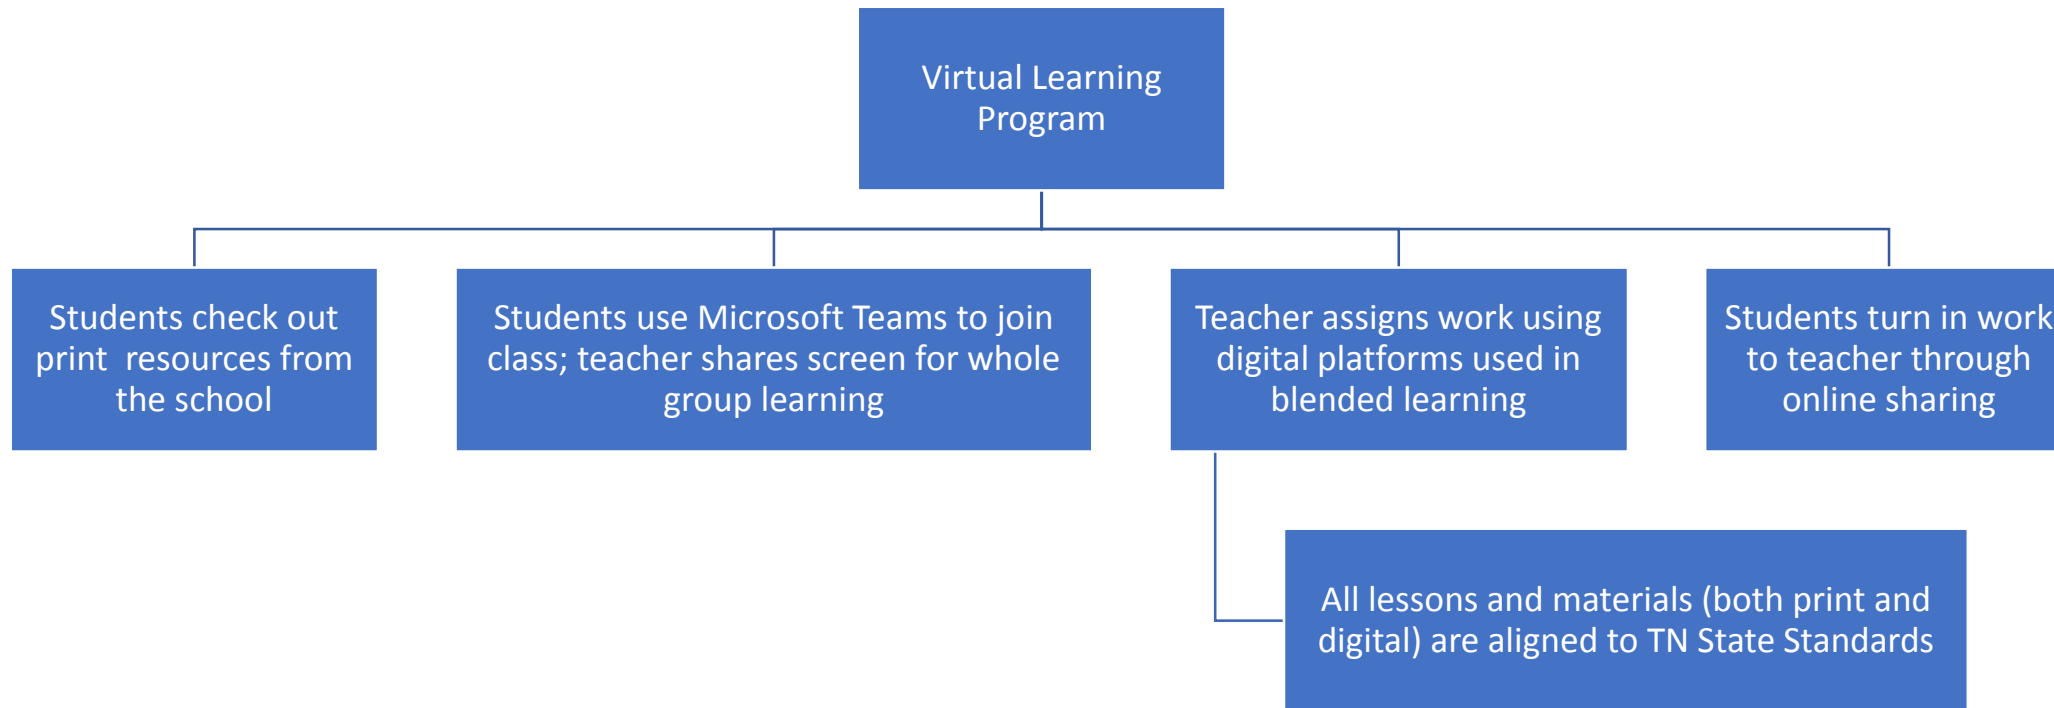 Virtual Learning
Program
Students check out
print  resources from
the school
Students use Microsoft Teams to join
class; teacher shares screen for whole
group learning
Teacher assigns work using
digital platforms used in
blended learning
Students turn in work
to teacher through
online sharing
All lessons and materials (both print and
digital) are aligned to TN State Standards